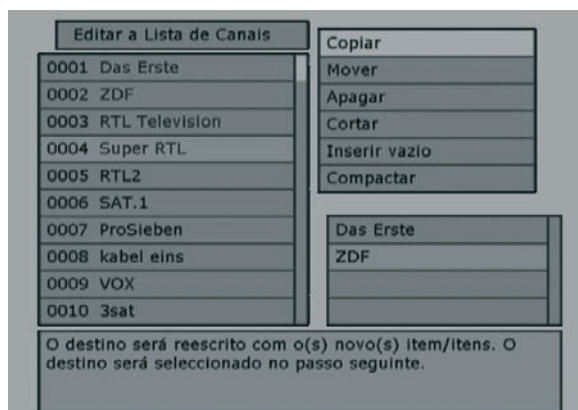 Editar a Lista de Canais
0001 Das Erste
0002 ZDF
0003 RTL Television
0004 Super RTL
0005 RTL2
0006 SAT.1
0007 ProSieben
0008 kabel eins
0009 VOX
0010 3sat
Copiar
Mover
Apagar
Cortar
Inserir vazio
Compactar
Das Erste
ZDF
O destino será reescrito com o(s) novo(s) item/itens. O
destino será seleccionado no passo seguinte.